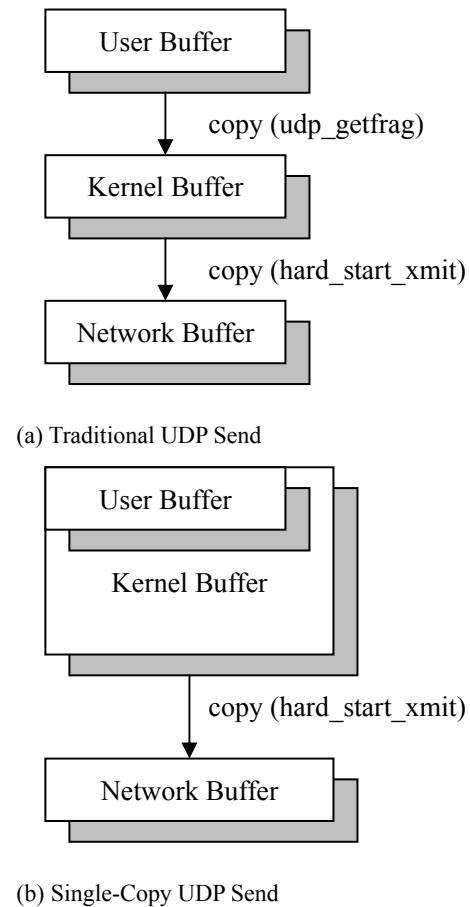 User Buffer
copy (udp_getfrag)
Kernel Buffer
copy (hard_start_xmit)
Network Buffer
(a) Traditional UDP Send
User Buffer
Kernel Buffer
copy (hard_start_xmit)
Network Buffer
(b) Single-Copy UDP Send